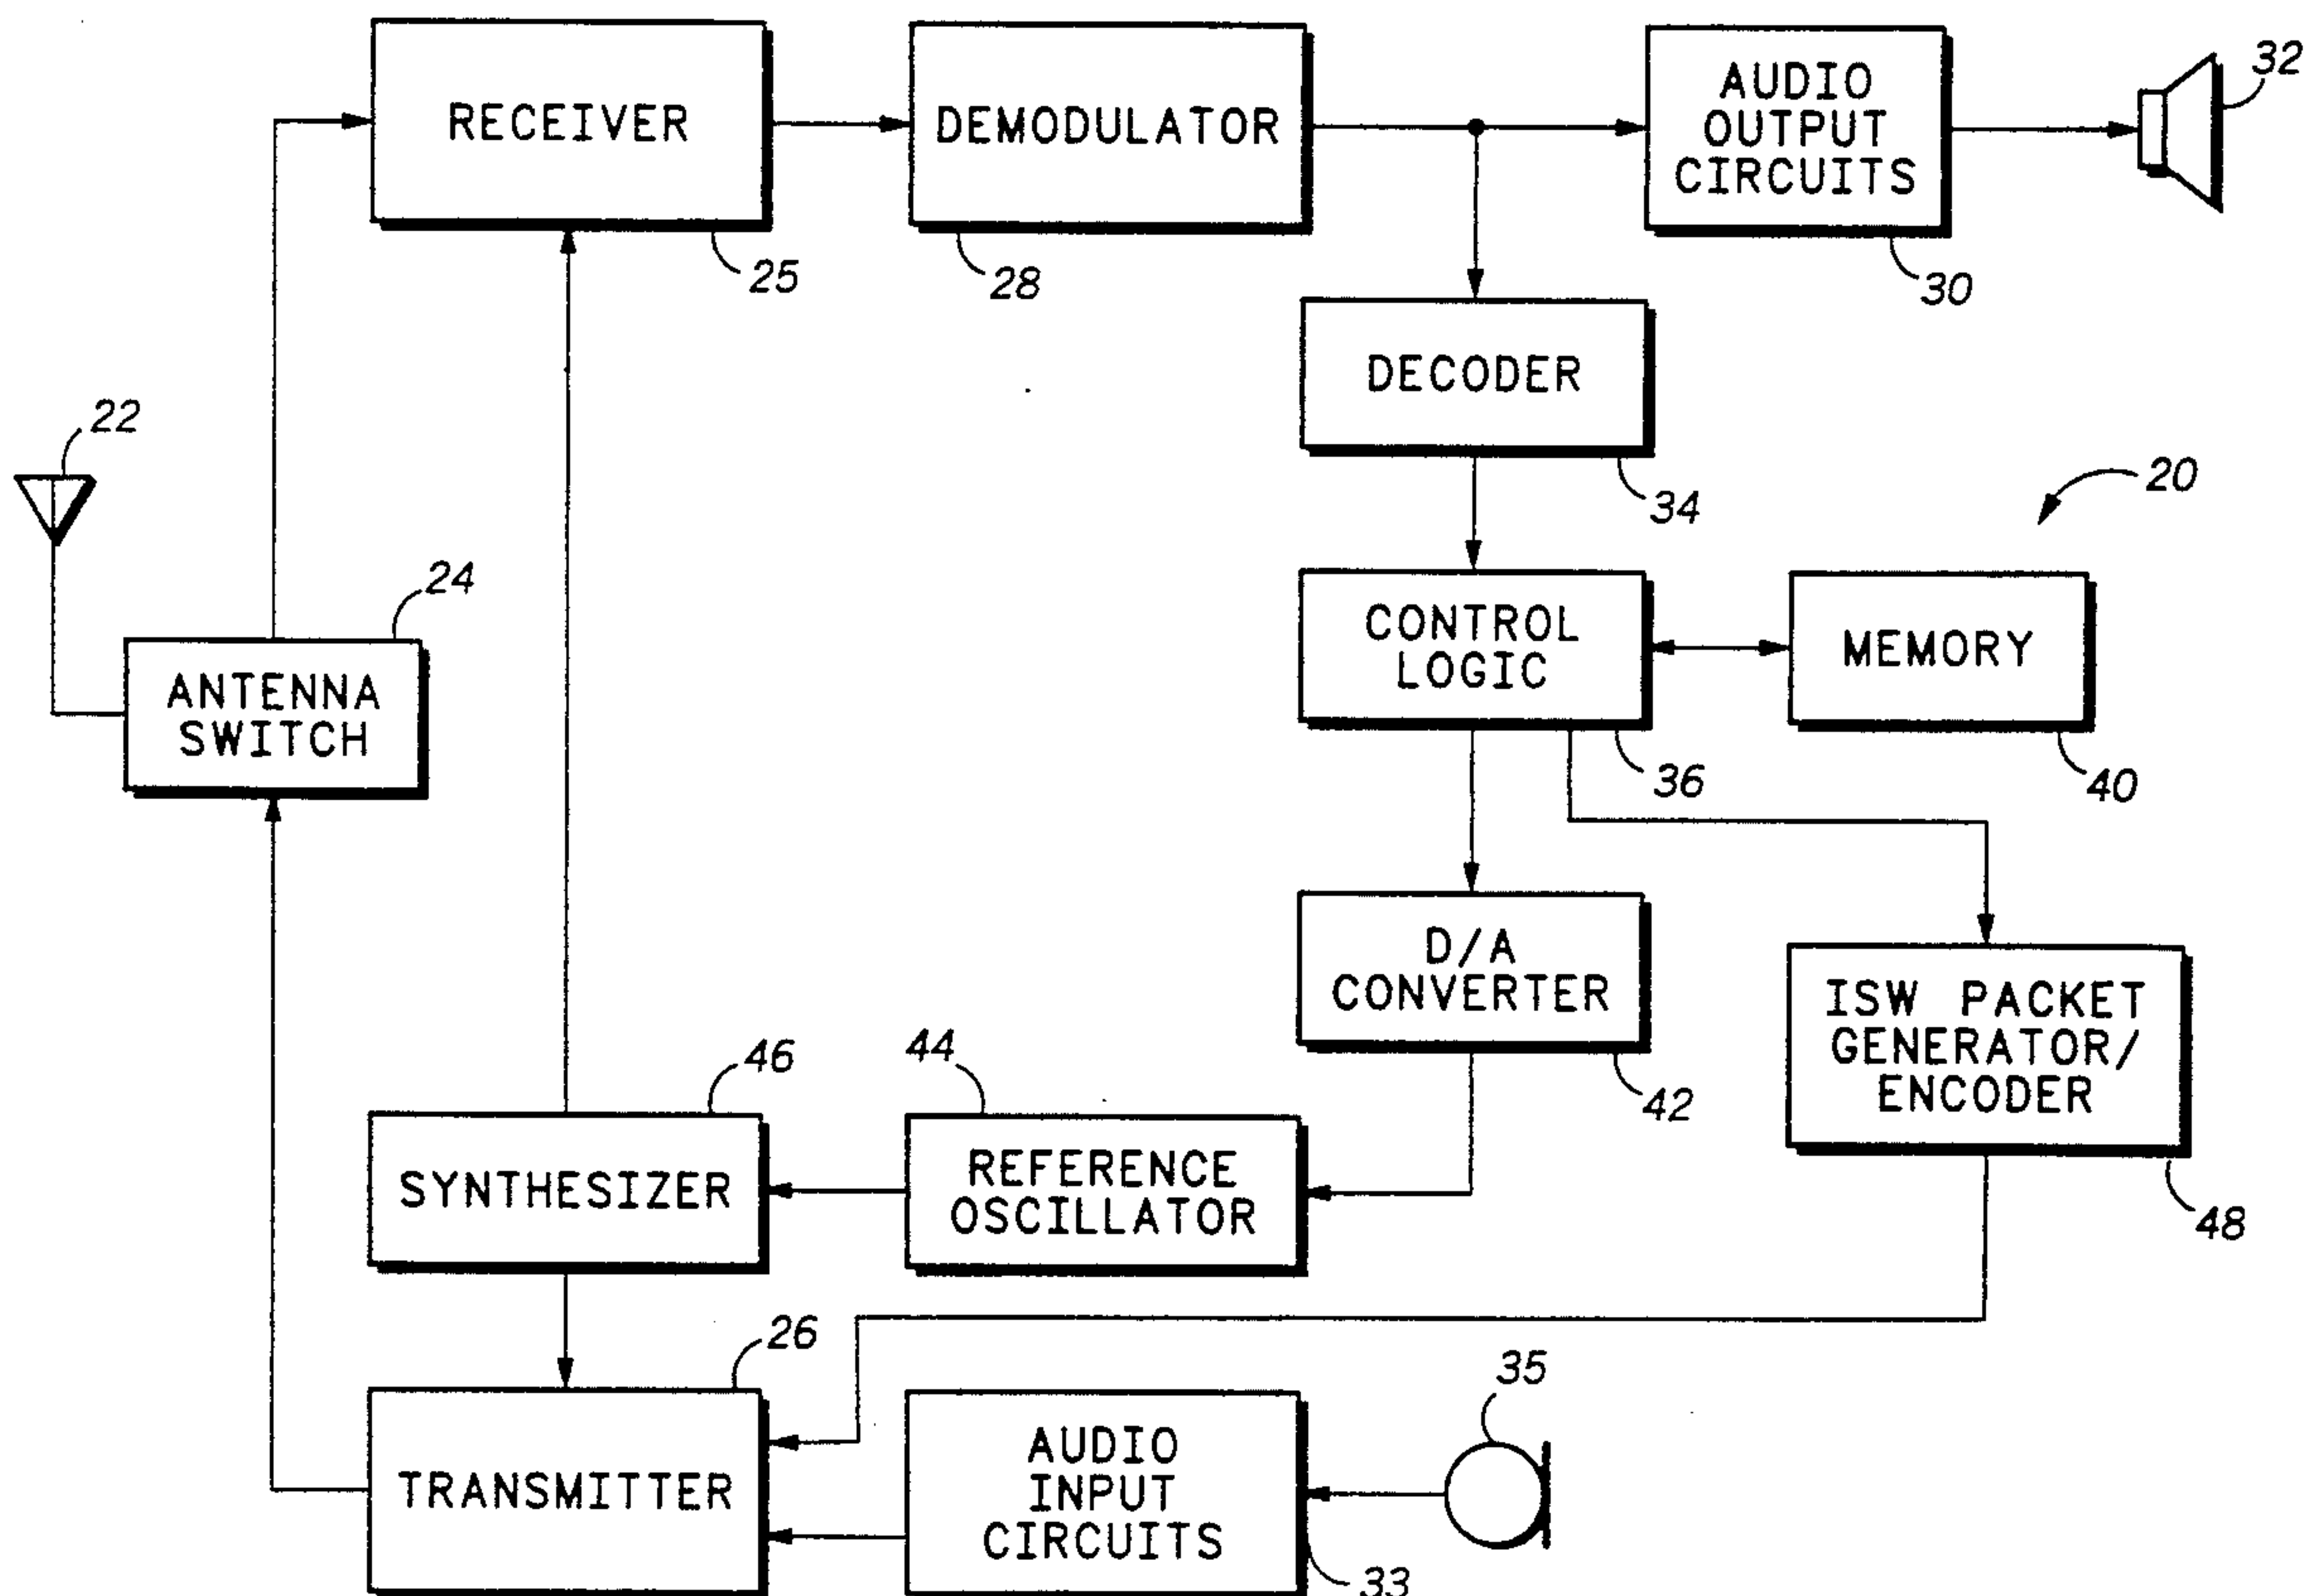 RECEIVER
25
DEMODULATOR
28
AUDIO
OUTPUT
CIRCUITS
30
32
DECODER
34
22
20
24
ANTENNA
SWITCH
CONTROL
LOGIC
36
MEMORY
40
D/A
CONVERTER
42
ISW PACKET
GENERATOR/
ENCODER
48
46
SYNTHESIZER
44
REFERENCE
OSCILLATOR
26
TRANSMITTER
AUDIO
INPUT
CIRCUITS
33
35